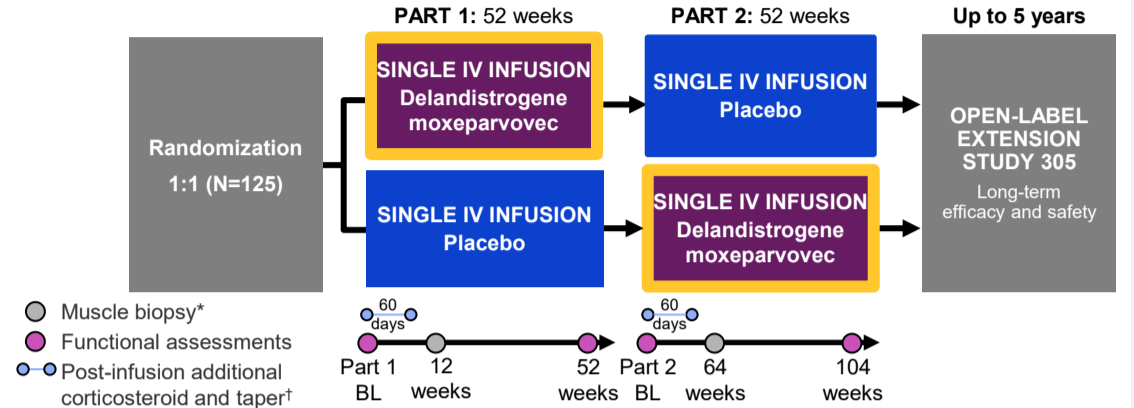 PART 1: 52 weeks
PART 2: 52 weeks
Up to 5 years
Randomization
1:1 (N=125)
SINGLE IV INFUSION
Delandistrogene
moxeparvovec
SINGLE IV INFUSION
Placebo
SINGLE IV INFUSION
Placebo
SINGLE IV INFUSION
Delandistrogene
moxeparvovec
OPEN-LABEL
EXTENSION
STUDY 305
Long-term
efficacy and safety
Muscle biopsy*
Functional assessments
Post-infusion additional
corticosteroid and taper†
60
days
Part 1
BL
12
weeks
52
weeks
60
days
Part 2
BL
64
weeks
104
weeks